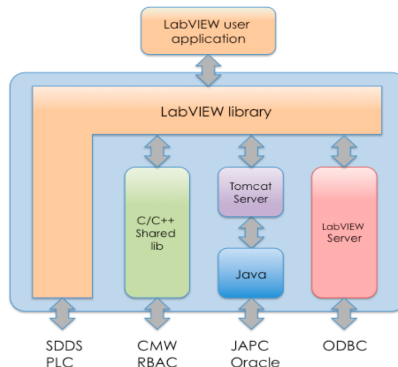 LabVIEW user
application
LabVIEW library
C/C++
Shared
lib
Tomcat
Server
Java
LabVIEW
Server
SDDS
PLC
CMW
RBAC
JAPC
Oracle
ODBC